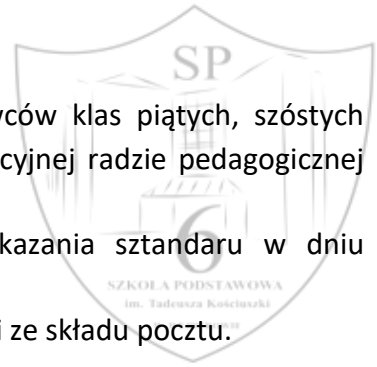 SP
yców klas piątych, szóstych
cyjnej radzie pedagogicznej
kazania sztandaru w dniu
6
SZKOŁA PODSTAWOWA
im. Tadeusza Kościuszki
i ze składu pocztu.